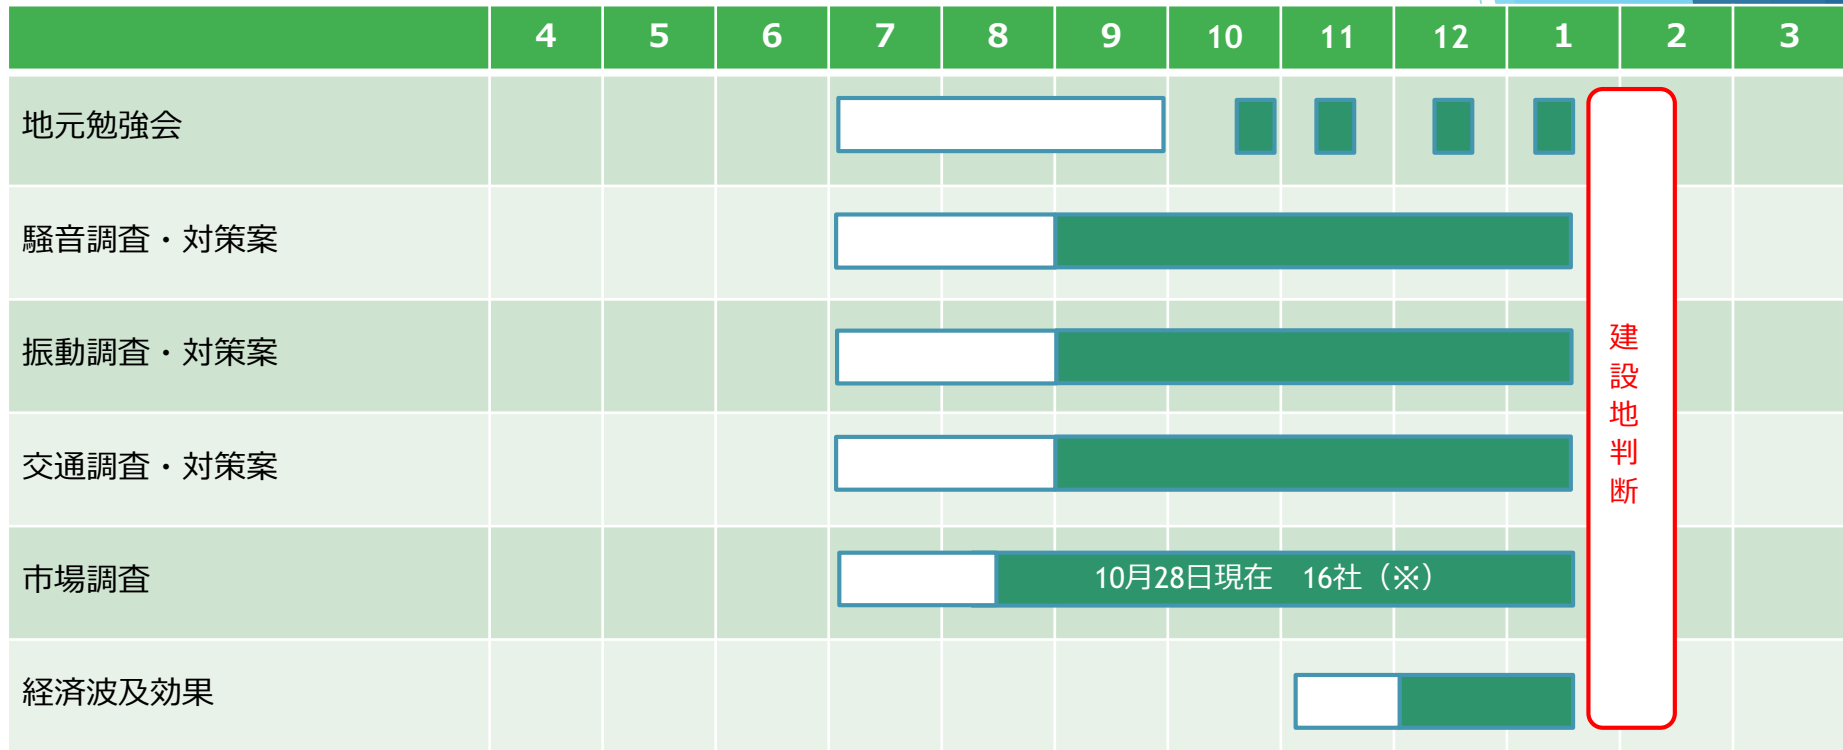 4 5 6 7 8 9 10 11 12 1 2 3
地元勉強会
騒音調査・対策案
振動調査・対策案
交通調査・対策案
市場調査
10月28日現在　16社（※）
経済波及効果
建設地判断